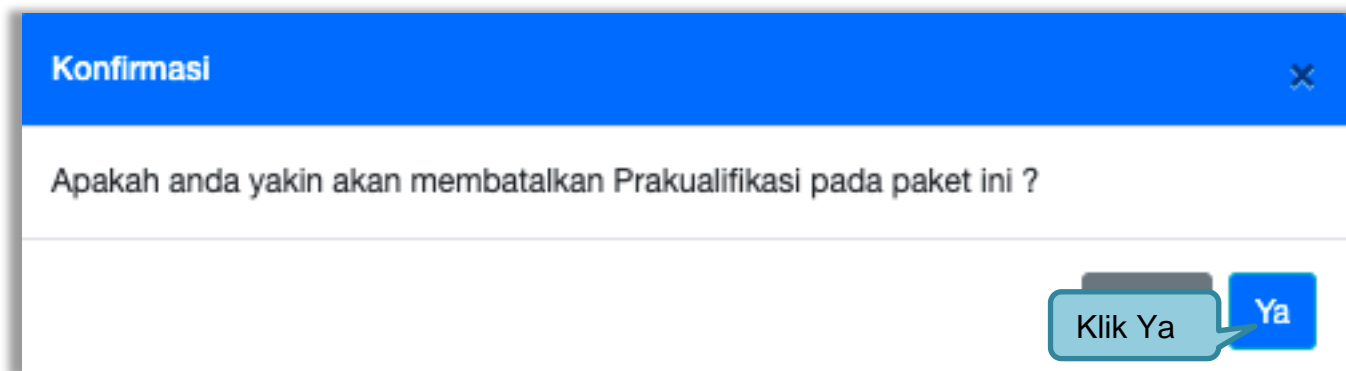 Konfirmasi
×
Apakah anda yakin akan membatalkan Prakualifikasi pada paket ini ?
Klik Ya
Ya